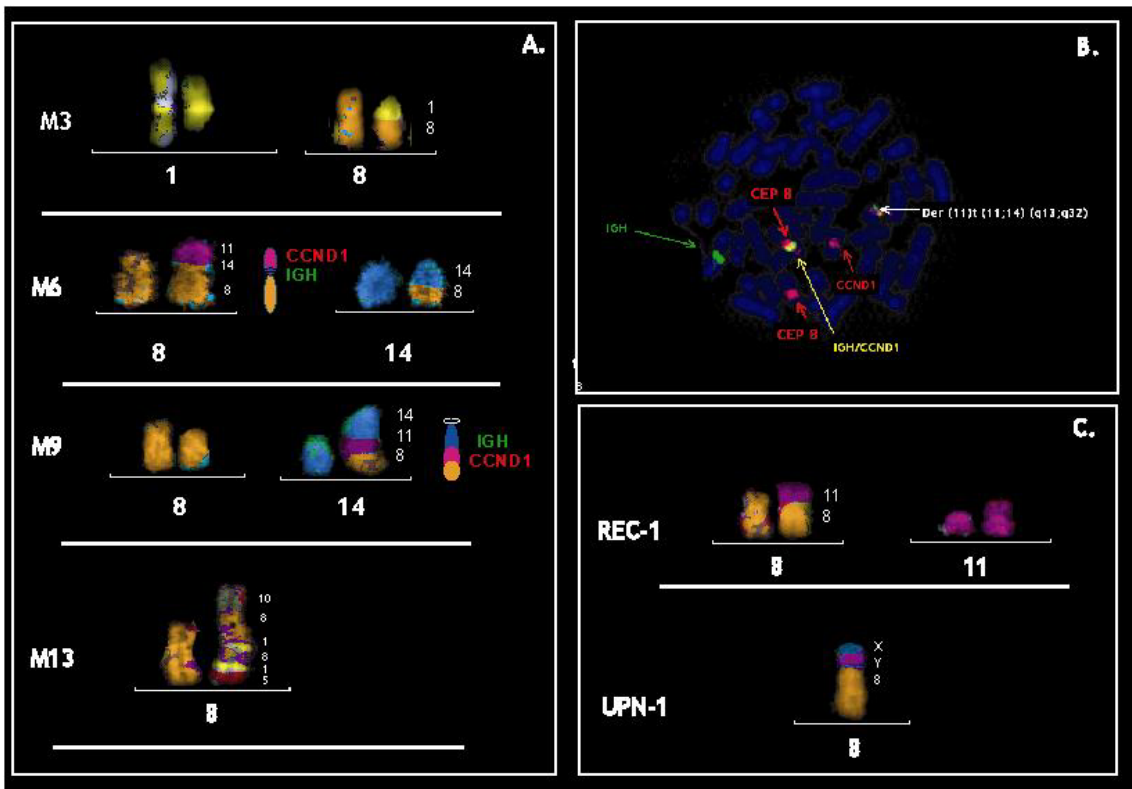 A.
M3
1
8
1
8
M6
11
14
8
CCND1
IGH
14
8
8
14
M9
14
11
8
IGH
CCND1
8
14
M13
10
8
1
8
1
5
8
B.
CEP 8
IGH
Der (11)t (11;14) (q13;q32)
CCND1
CEP 8
IGH/CCND1
1
8
C.
REC-1
11
8
8
11
X
Y
8
UPN-1
8